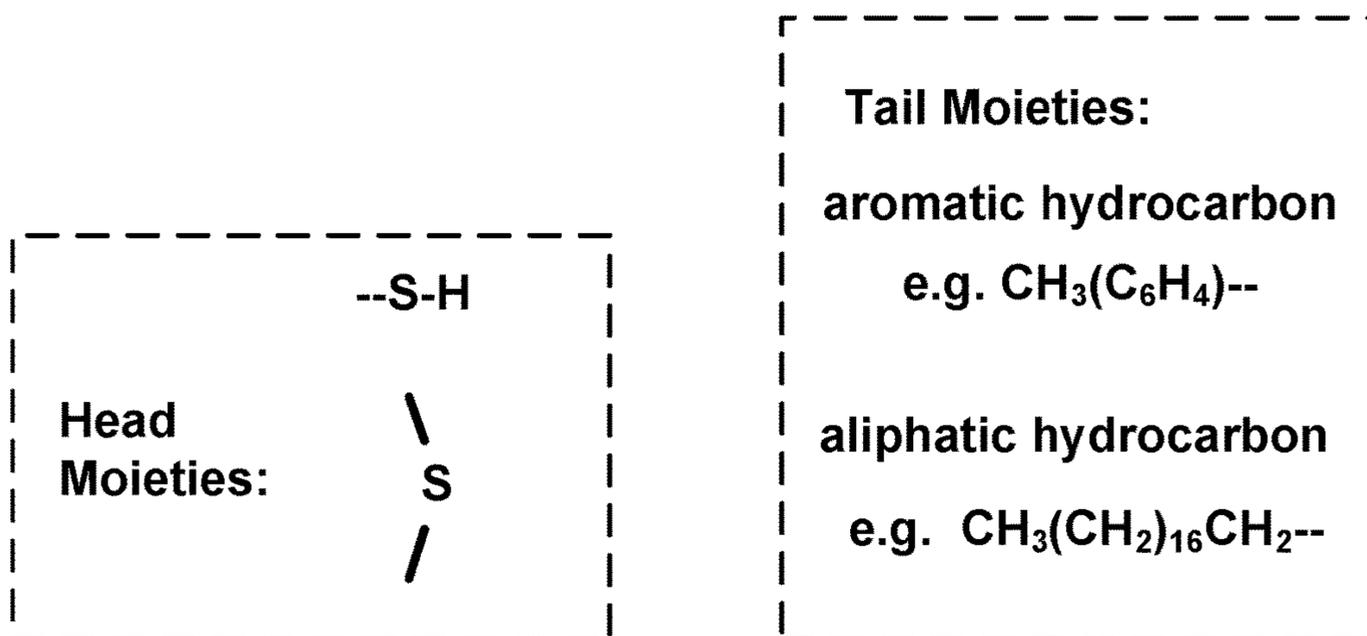 --S-H
Head
Moieties:
S
Tail Moieties:
aromatic hydrocarbon
e.g. CH₃(C₆H₄)--
aliphatic hydrocarbon
e.g. CH₃(CH₂)₁₆CH₂--